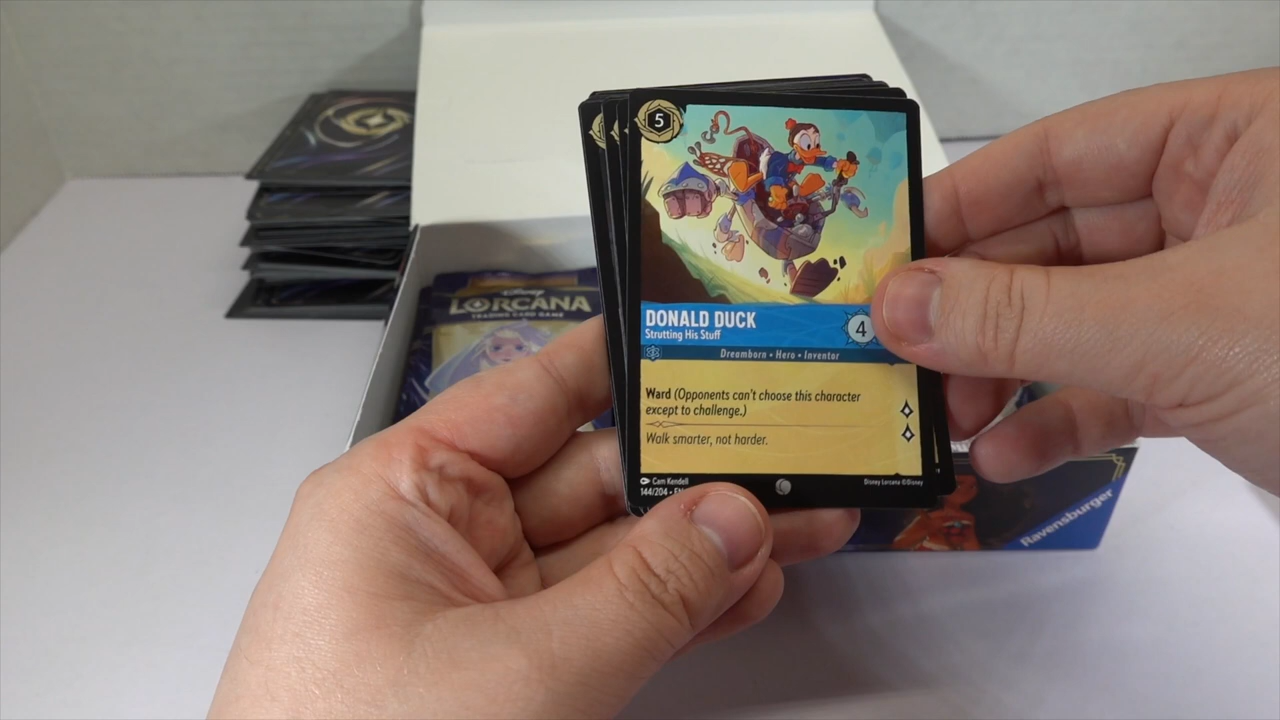 5
DONALD DUCK
Strutting His Stuff
4
Dreamborn • Hero • Inventor
Ward (Opponents can't choose this character
except to challenge.)
Walk smarter, not harder.
Cam Kendell
144/204 • EN
Disney Lorcana ©Disney
Disney
LORCANA
TRADING CARD GAME
Ravensburger